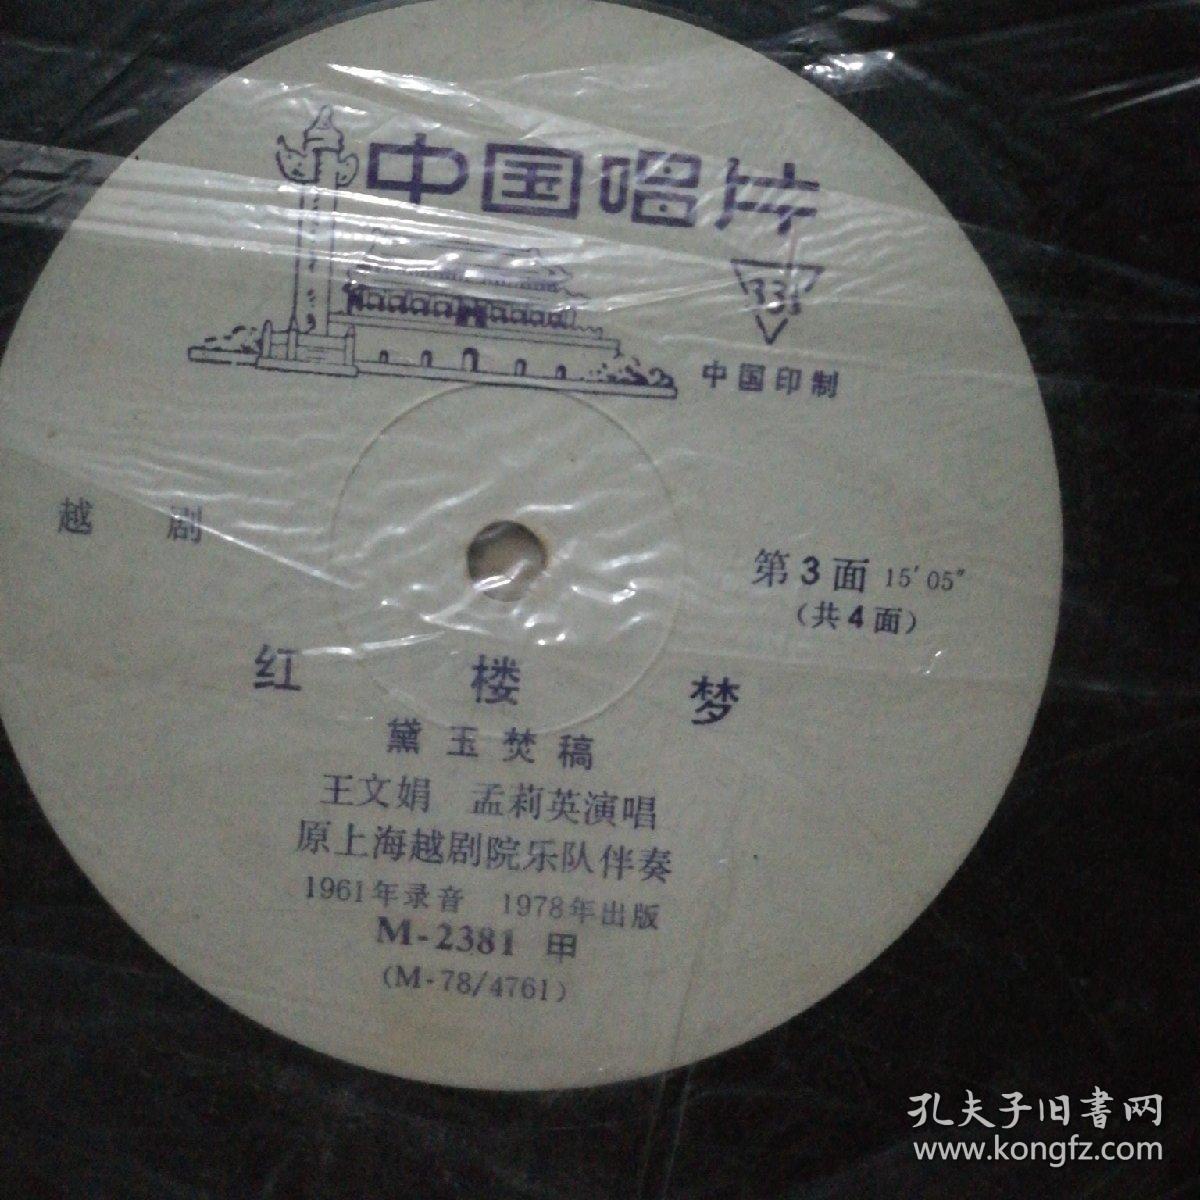 中国唱片
33⅓
中国印制
越剧
第3面 15′05″
（共4面）
红楼梦
黛玉焚稿
王文娟 孟莉英演唱
原上海越剧院乐队伴奏
1961年录音 1978年出版
M-2381 甲
(M-78/4761)
孔夫子旧書网
www.kongfz.com